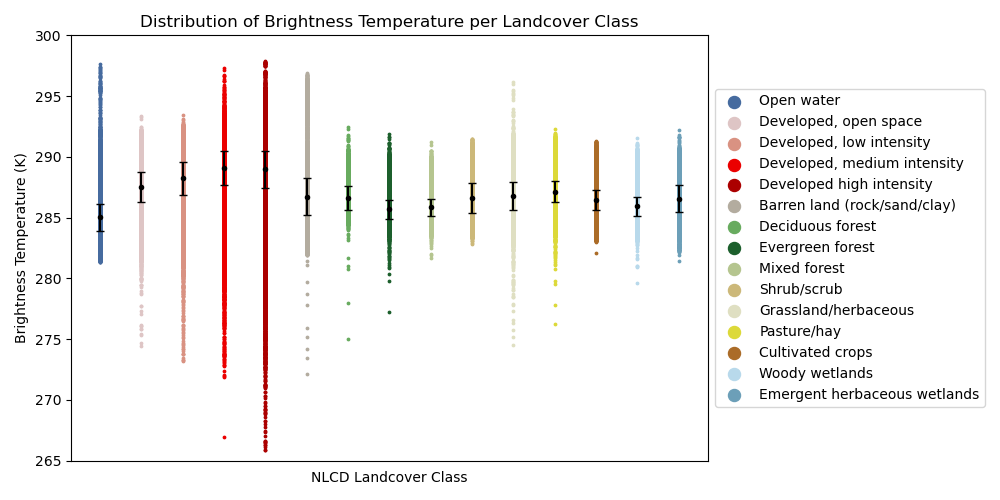 Distribution of Brightness Temperature per Landcover Class
Brightness Temperature (K)
300
295
290
285
280
275
270
265
NLCD Landcover Class
Open water
Developed, open space
Developed, low intensity
Developed, medium intensity
Developed high intensity
Barren land (rock/sand/clay)
Deciduous forest
Evergreen forest
Mixed forest
Shrub/scrub
Grassland/herbaceous
Pasture/hay
Cultivated crops
Woody wetlands
Emergent herbaceous wetlands